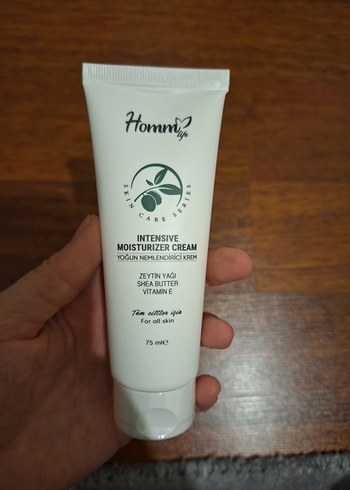 Homm
life
SKIN CARE SERIES
INTENSIVE
MOISTURIZER CREAM
YOĞUN NEMLENDİRİCİ KREM
ZEYTİN YAĞI
SHEA BUTTER
VİTAMİN E
Tüm ciltler için
For all skin
75 ml℮